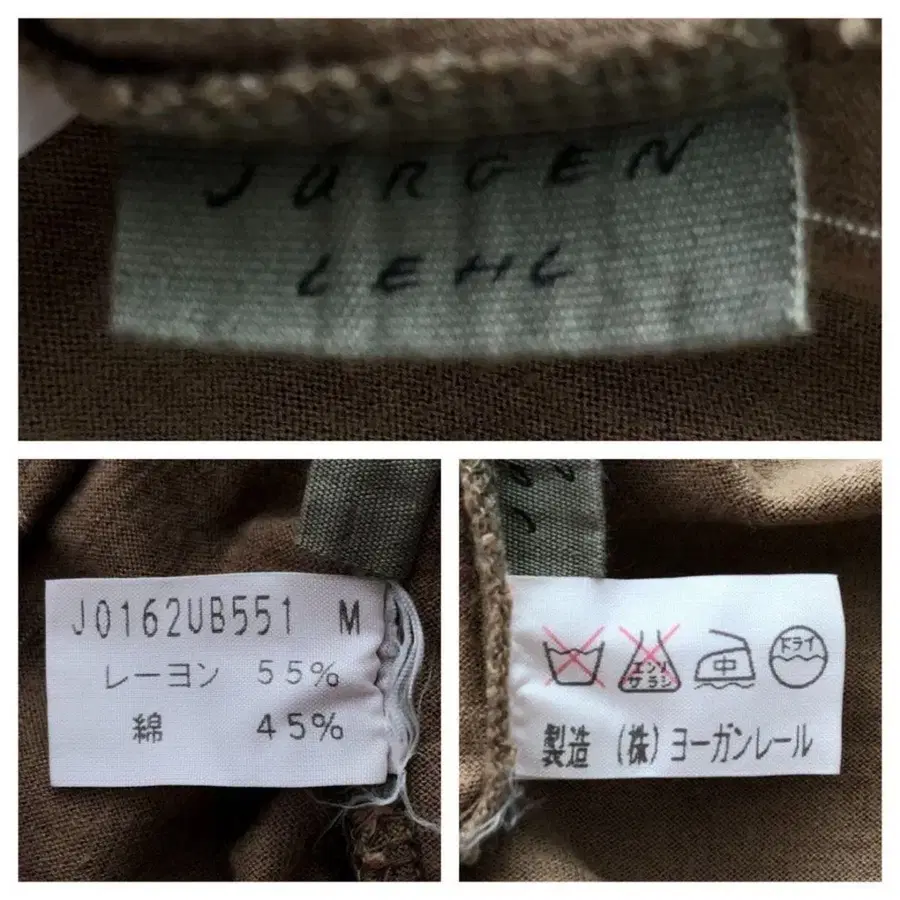 JÜRGEN
LEHL
J0162UB551 M
レーヨン 55%
綿 45%
エンソ
サラシ
中
ドライ
製造 (株)ヨーガンレール